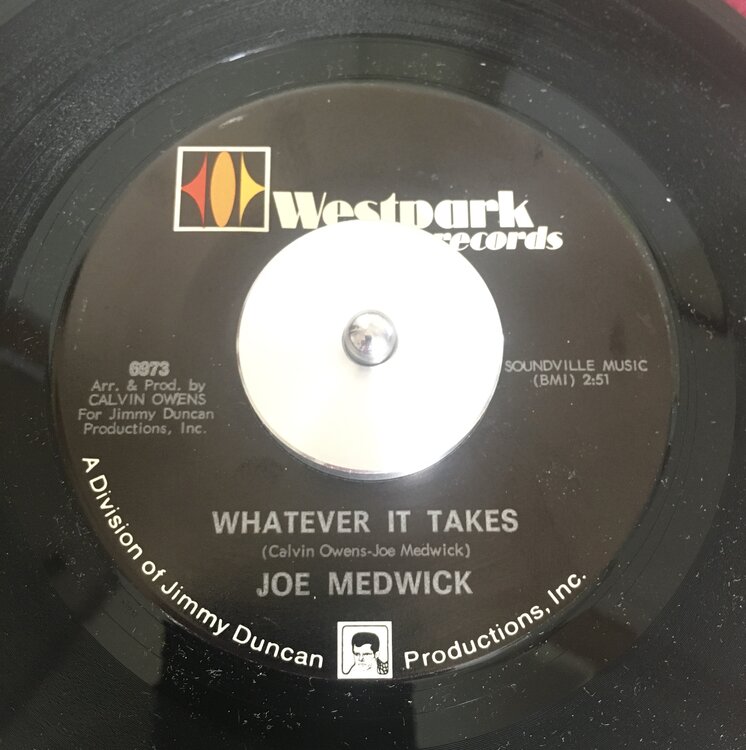 Westpark
records
6973
Arr. & Prod. by
CALVIN OWENS
For Jimmy Duncan
Productions, Inc.
SOUNDVILLE MUSIC
(BMI) 2:51
WHATEVER IT TAKES
(Calvin Owens-Joe Medwick)
JOE MEDWICK
A Division of Jimmy Duncan Productions, Inc.